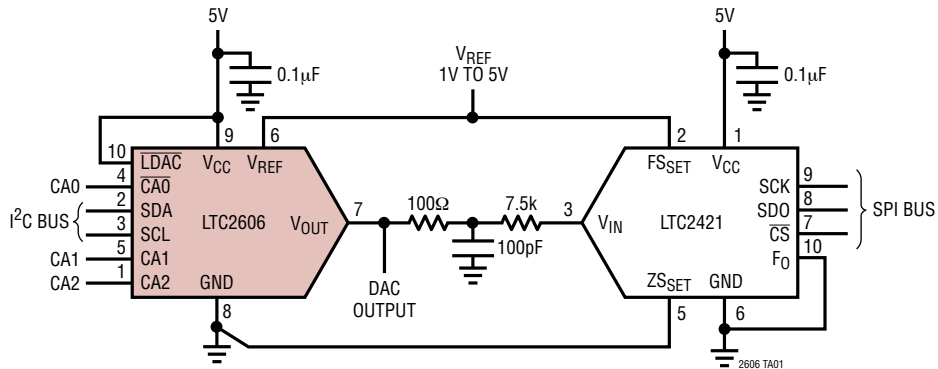 5V
5V
0.1µF
V_REF
1V TO 5V
0.1µF
9
6
2
1
10
LDAC
V_CC
V_REF
FS_SET
V_CC
4
CA0
CA0
9
SCK
2
SDA
8
SDO
I²C BUS
LTC2606
V_OUT
7
100Ω
7.5k
3
V_IN
LTC2421
SPI BUS
3
SCL
7
CS
100pF
5
CA1
CA1
10
F_O
1
CA2
CA2
GND
DAC
OUTPUT
ZS_SET
GND
8
5
6
2606 TA01